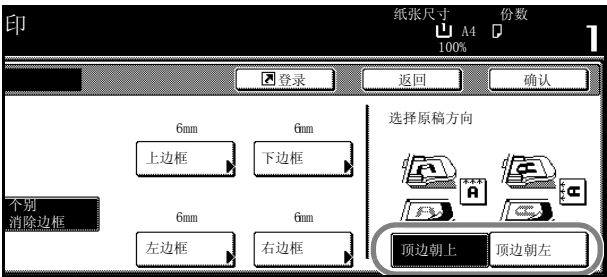 印
纸张尺寸 份数
A4
100%
1
登录 返回 确认
选择原稿方向
6mm 6mm
上边框 下边框
A A
个别
消除边框
6mm 6mm
左边框 右边框
顶边朝上 顶边朝左